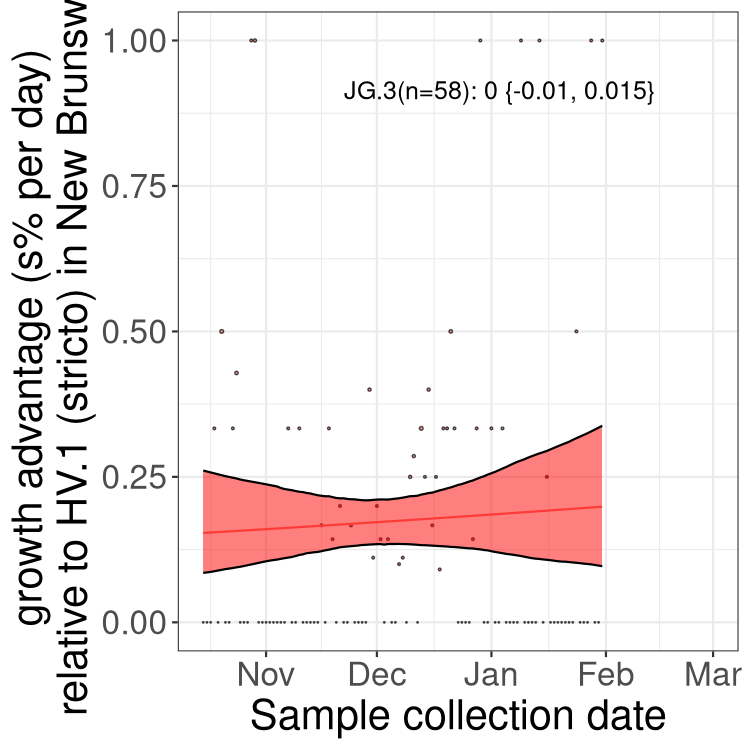 growth advantage (s% per day)
relative to HV.1 (stricto) in New Brunsw
1.00
0.75
0.50
0.25
0.00
JG.3(n=58): 0 {-0.01, 0.015}
Nov Dec Jan Feb Mar
Sample collection date